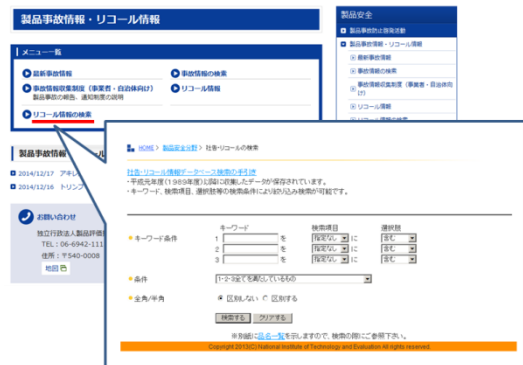 製品事故情報・リコール情報
メニュー一覧
最新事故情報
事故情報の検索
事故情報収集制度（事業者・自治体向け）
製品事故の報告、通知制度の説明
リコール情報
リコール情報の検索
製品安全
製品事故防止啓発活動
製品事故情報・リコール情報
最新事故情報
事故情報の検索
事故情報収集制度（事業者・自治体向け）
リコール情報
リコール情報の検索
製品事故情報
2014/12/17 アキレ
2014/12/16 トリンプ
お問い合わせ
独立行政法人製品評価技
TEL：06-6942-111
住所：〒540-0008
地図
HOME> 製品安全分野> 社告・リコールの検索
社告・リコール情報データベース検索の手引き
・平成元年度(1989年度)以降に収集したデータが保存されています。
・キーワード、検索項目、選択肢等の検索条件により絞り込み検索が可能です。
キーワード 検索項目 選択肢
*キーワード条件 1 を 指定なし に 含む
2 を 指定なし に 含む
3 を 指定なし に 含む
*条件 1-2-3全てを満たしているもの
*全角/半角 区別しない 区別する
検索する クリアする
※別紙に品名一覧を示しますので、検索の際にご参照下さい。
Copyright 2013(C) National Institute of Technology and Evaluation All rights reserved.